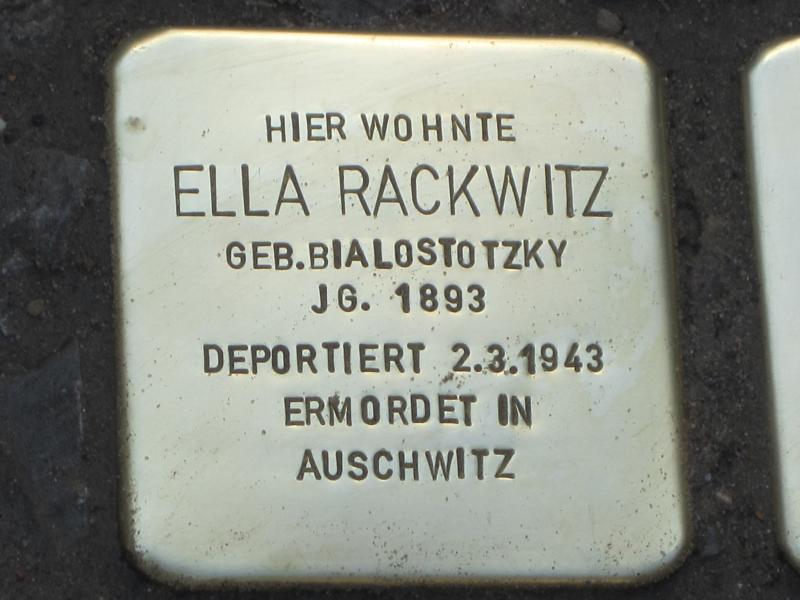 HIER WOHNTE
ELLA RACKWITZ
GEB.BIALOSTOTZKY
JG. 1893
DEPORTIERT 2.3.1943
ERMORDET IN
AUSCHWITZ